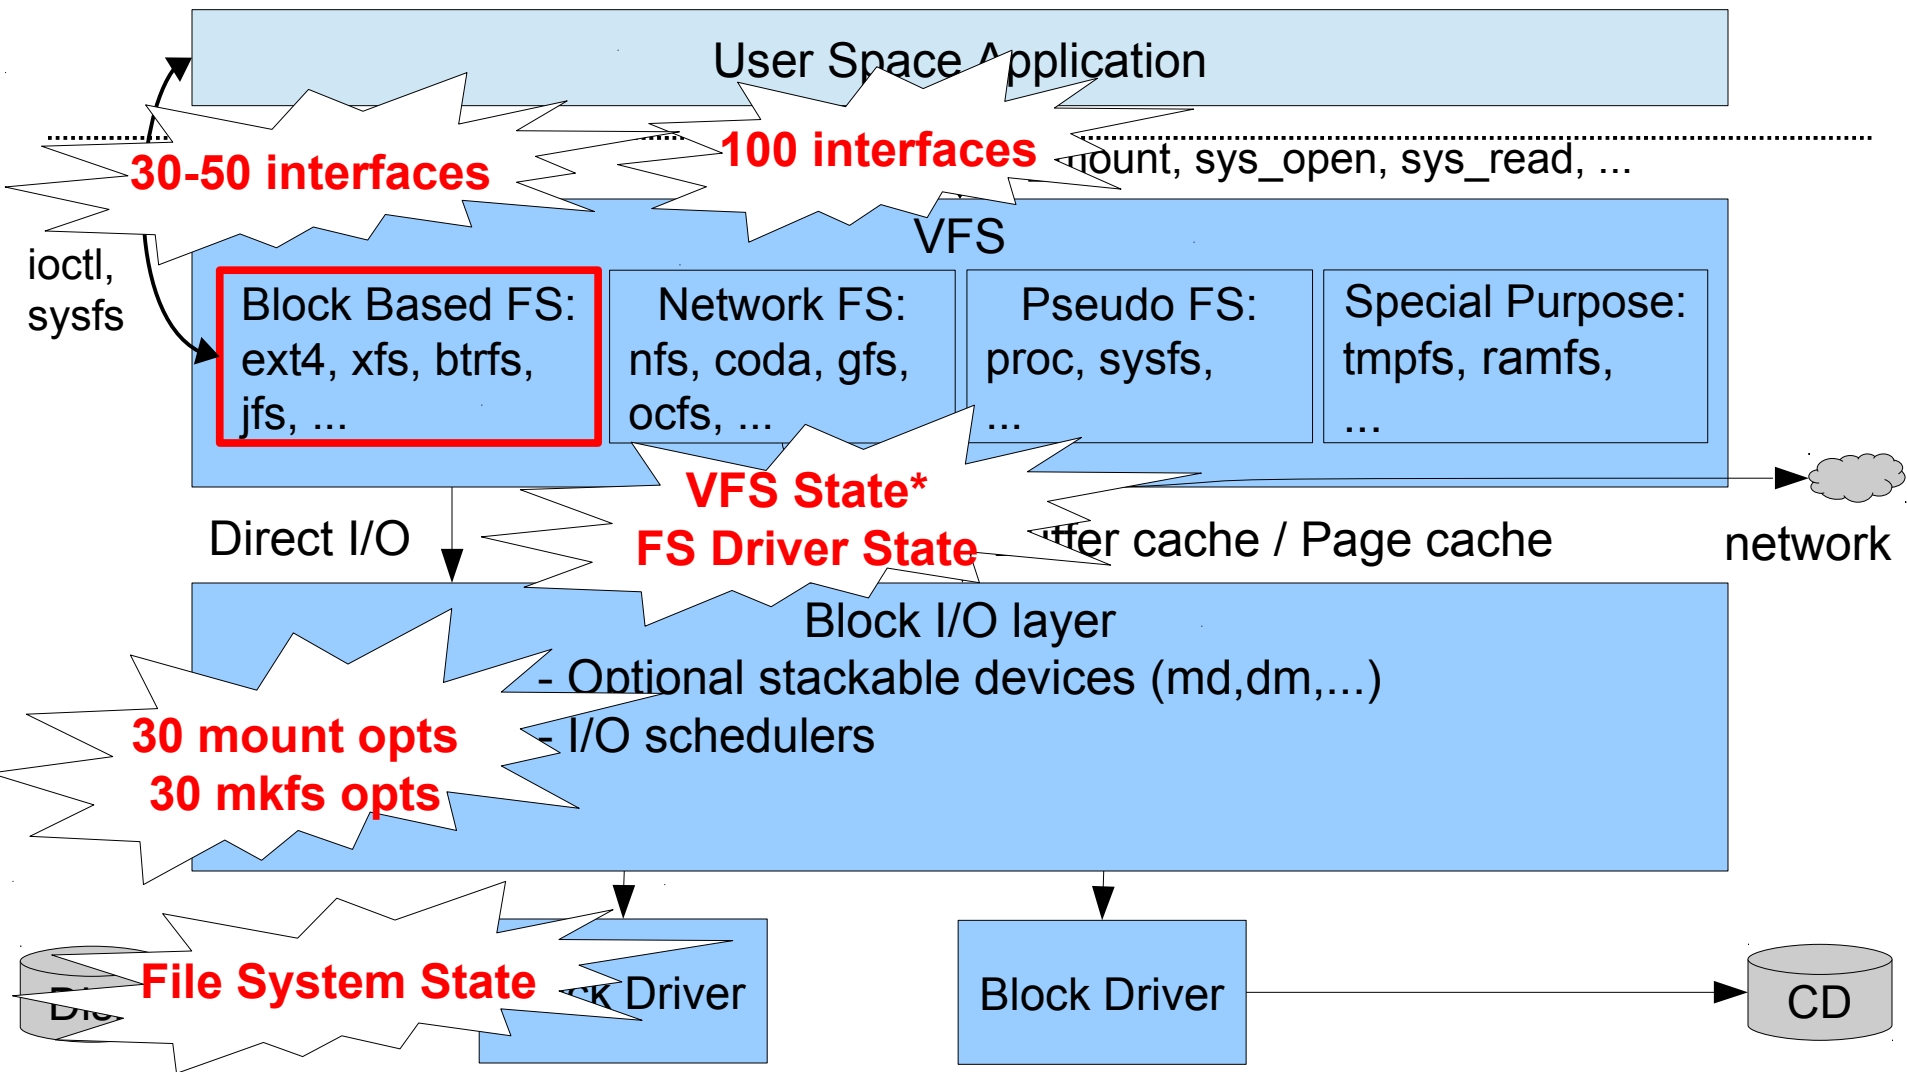 User Space Application
30-50 interfaces
100 interfaces
sys_open, sys_read, ...
VFS
ioctl,
sysfs
Block Based FS:
ext4, xfs, btrfs,
jfs, ...
Network FS:
nfs, coda, gfs,
ocfs, ...
Pseudo FS:
proc, sysfs,
...
Special Purpose:
tmpfs, ramfs,
...
VFS State*
FS Driver State
Direct I/O
cache / Page cache
network
Block I/O layer
- Optional stackable devices (md,dm,...)
- I/O schedulers
30 mount opts
30 mkfs opts
File System State
Driver
Block Driver
CD